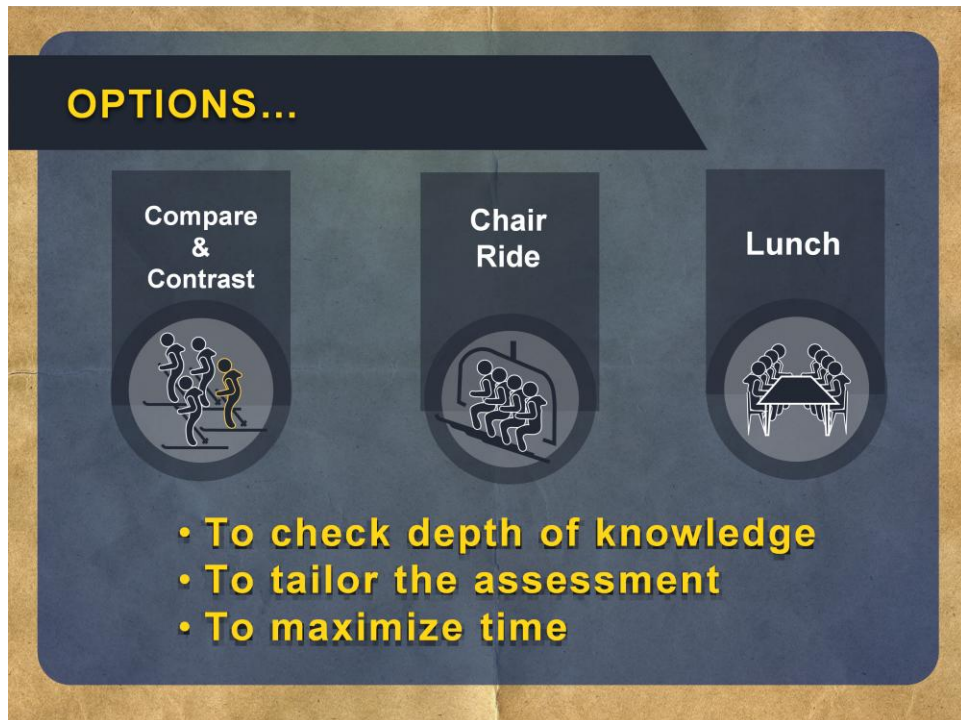 OPTIONS...
Compare
&
Contrast
Chair
Ride
Lunch
• To check depth of knowledge
• To tailor the assessment
• To maximize time